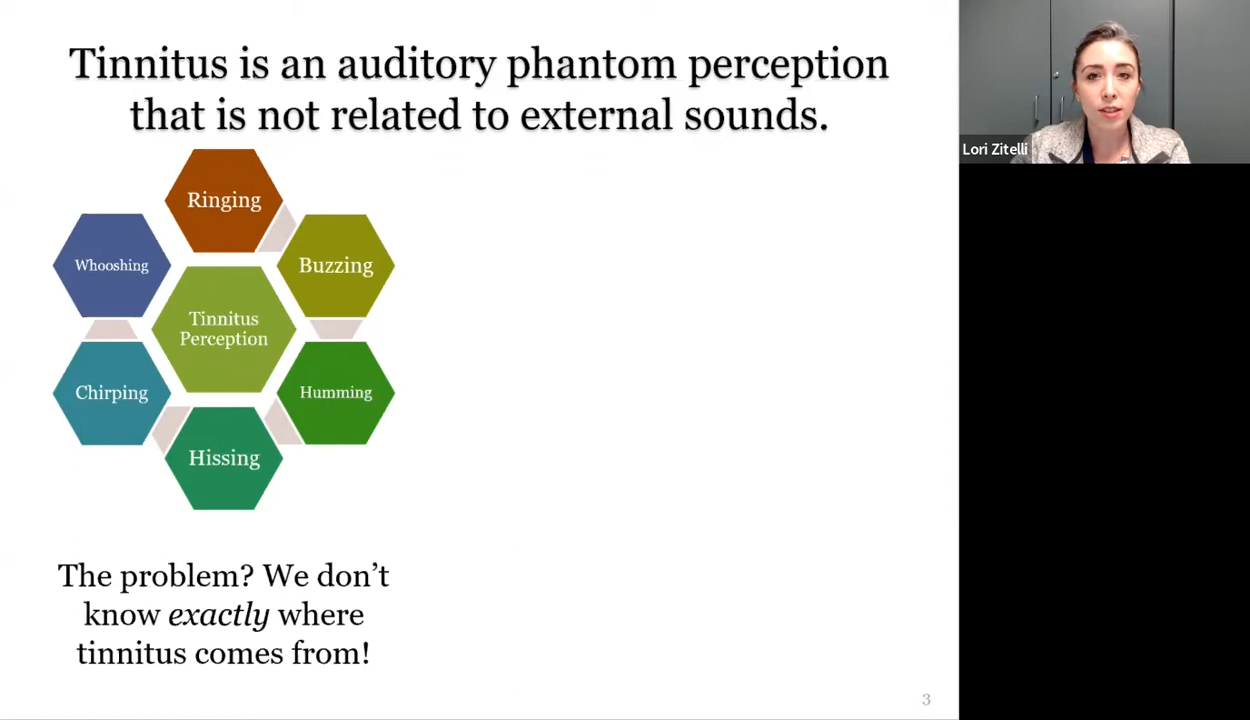 Tinnitus is an auditory phantom perception
that is not related to external sounds.
Lori Zitelli
Ringing
Whooshing
Buzzing
Tinnitus
Perception
Chirping
Humming
Hissing
The problem? We don’t
know exactly where
tinnitus comes from!
3